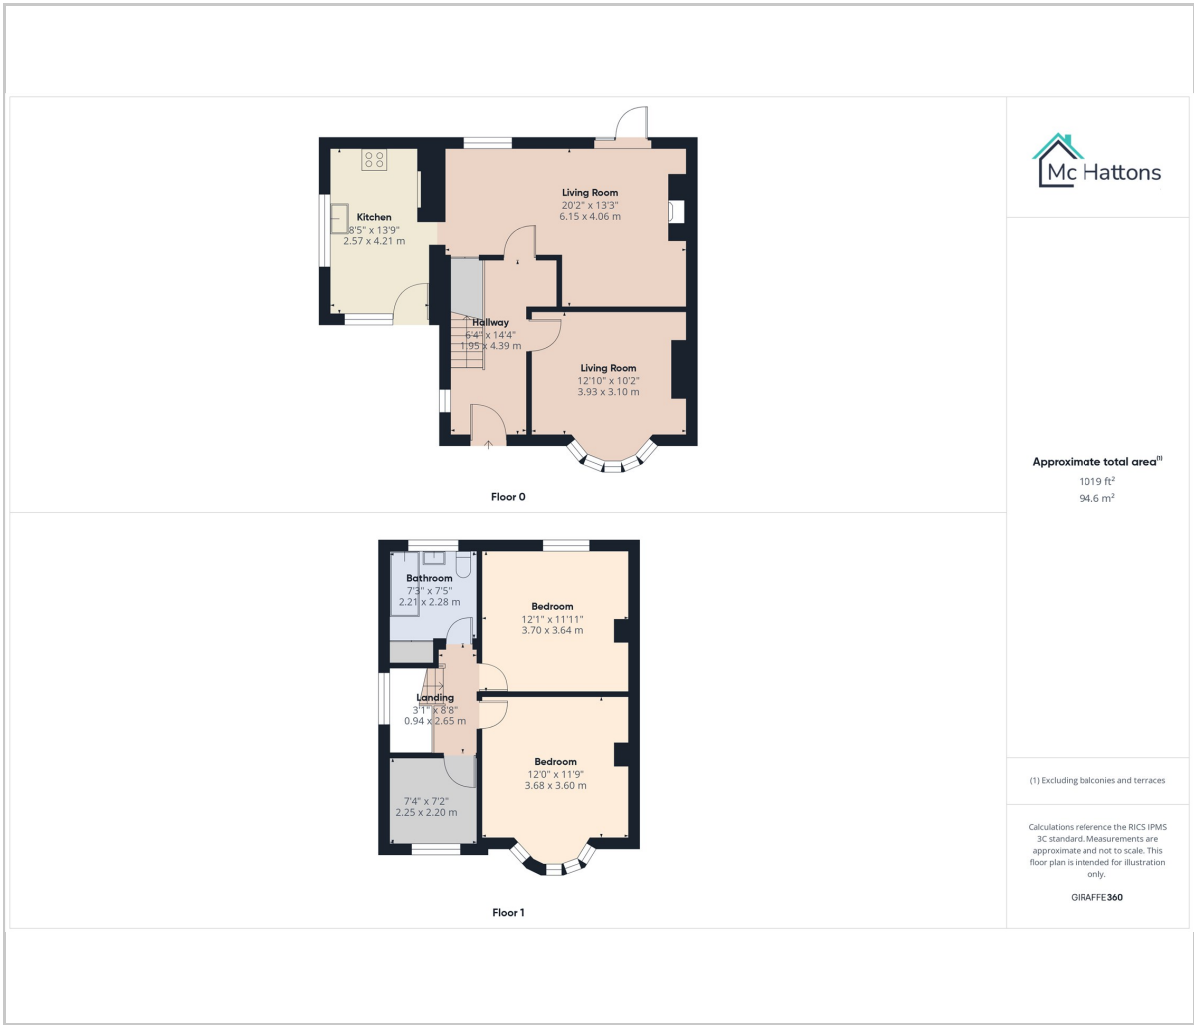 Living Room
20'2" x 13'3"
6.15 x 4.06 m
Kitchen
8'5" x 13'9"
2.57 x 4.21 m
Hallway
6'4" x 14'4"
1.95 x 4.39 m
Living Room
12'10" x 10'2"
3.93 x 3.10 m
Floor 0
Bathroom
7'3" x 7'5"
2.21 x 2.28 m
Bedroom
12'1" x 11'11"
3.70 x 3.64 m
Landing
3'1" x 8'8"
0.94 x 2.65 m
Bedroom
12'0" x 11'9"
3.68 x 3.60 m
7'4" x 7'2"
2.25 x 2.20 m
Floor 1
Mc Hattons
Approximate total area(1)
1019 ft²
94.6 m²
(1) Excluding balconies and terraces
Calculations reference the RICS IPMS
3C standard. Measurements are
approximate and not to scale. This
floor plan is intended for illustration
only.
GIRAFFE360